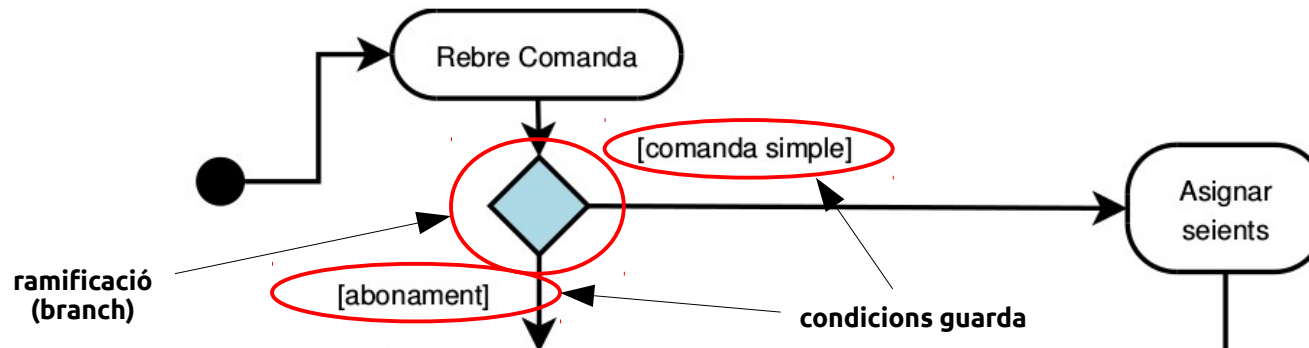 Rebre Comanda
[comanda simple]
Asignar
seients
ramificació
(branch)
[abonament]
condicions guarda